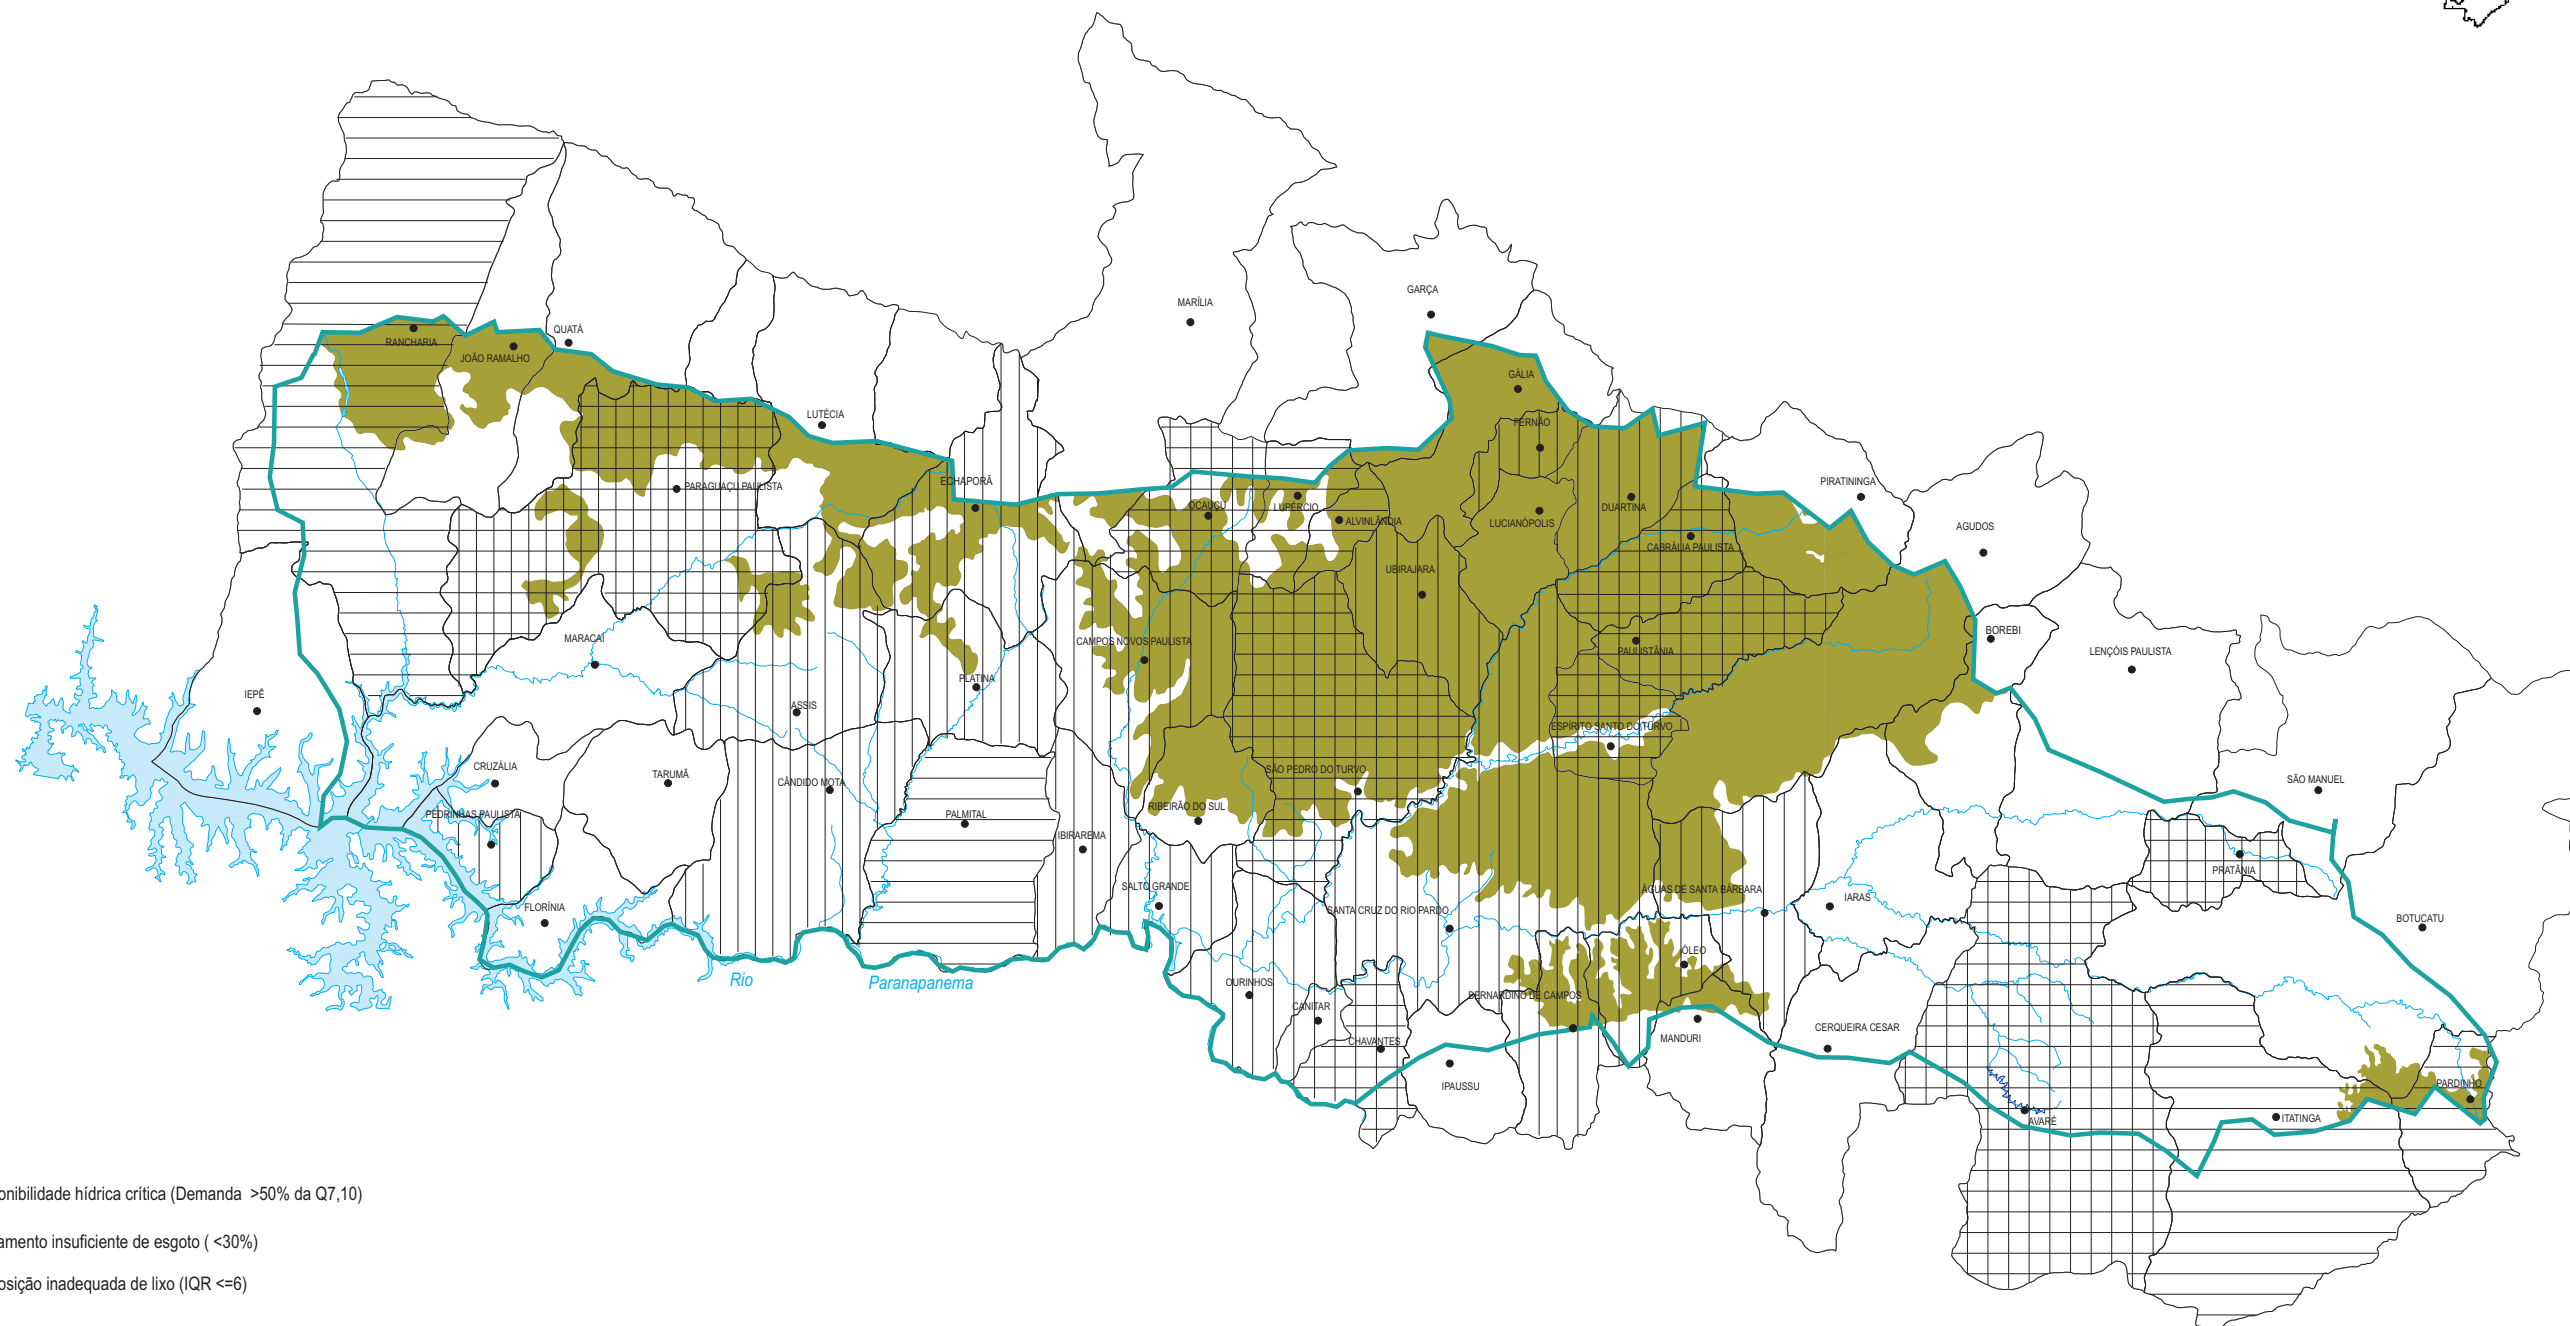 MARÍLIA
GARÇA
RANCHARIA
JOÃO RAMALHO
QUATÁ
GÁLIA
LUTÉCIA
FERNÃO
PARAGUAÇU PAULISTA
ECHAPORÃ
OCAUÇU
LUPÉRCIO
ALVINLÂNDIA
LUCIANÓPOLIS
DUARTINA
PIRATININGA
AGUDOS
CABRÁLIA PAULISTA
UBIRAJARA
MARACAÍ
CAMPOS NOVOS PAULISTA
PAULISTÂNIA
BOREBI
LENÇÓIS PAULISTA
IEPÊ
PLATINA
ASSIS
ESPÍRITO SANTO DO TURVO
CRUZÁLIA
TARUMÃ
CÂNDIDO MOTA
SÃO PEDRO DO TURVO
SÃO MANUEL
PEDRINHAS PAULISTA
PALMITAL
IBIRAREMA
RIBEIRÃO DO SUL
PRATÂNIA
FLORÍNIA
SALTO GRANDE
SANTA CRUZ DO RIO PARDO
ÁGUAS DE SANTA BÁRBARA
IARAS
BOTUCATU
ÓLEO
Rio
Paranapanema
OURINHOS
BERNARDINO DE CAMPOS
CANITAR
CHAVANTES
MANDURI
CERQUEIRA CESAR
IPAUSSU
PARDINHO
AVARÉ
ITATINGA
onibilidade hídrica crítica (Demanda >50% da Q7,10)
amento insuficiente de esgoto ( <30%)
osição inadequada de lixo (IQR <=6)